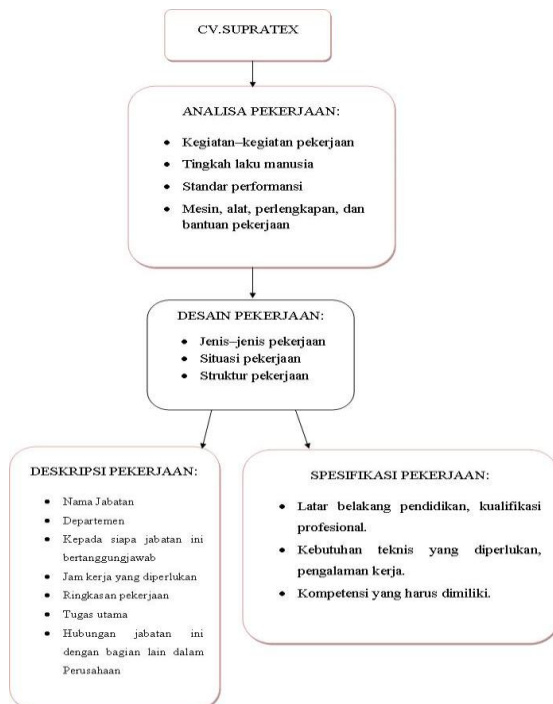 CV.SUPRATEX
ANALISA PEKERJAAN:
• Kegiatan–kegiatan pekerjaan
• Tingkah laku manusia
• Standar performansi
• Mesin, alat, perlengkapan, dan
bantuan pekerjaan
DESAIN PEKERJAAN:
• Jenis–jenis pekerjaan
• Situasi pekerjaan
• Struktur pekerjaan
DESKRIPSI PEKERJAAN:
• Nama Jabatan
• Departemen
• Kepada siapa jabatan ini
bertanggungjawab
• Jam kerja yang diperlukan
• Ringkasan pekerjaan
• Tugas utama
• Hubungan jabatan ini
dengan bagian lain dalam
Perusahaan
SPESIFIKASI PEKERJAAN:
• Latar belakang pendidikan, kualifikasi
profesional.
• Kebutuhan teknis yang diperlukan,
pengalaman kerja.
• Kompetensi yang harus dimiliki.